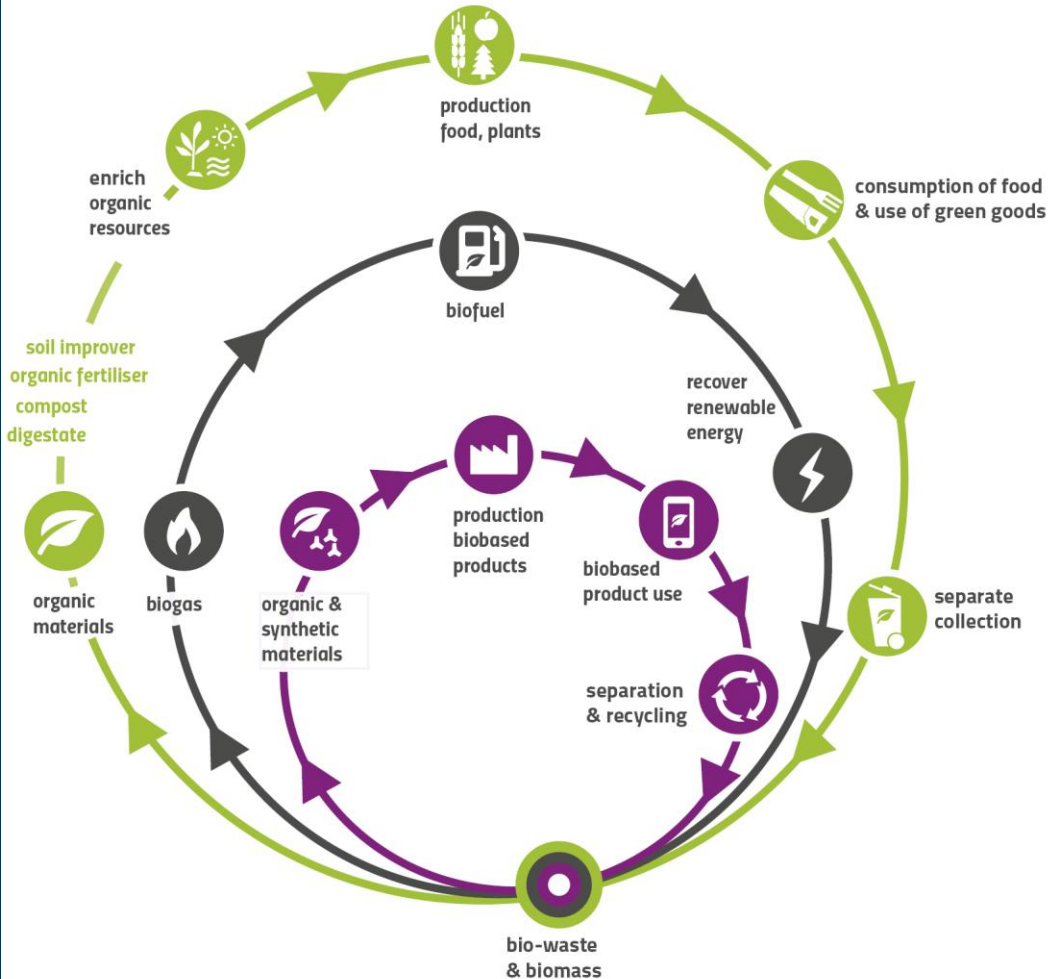 production
food, plants
enrich
organic
resources
consumption of food
& use of green goods
biofuel
soil improver
organic fertiliser
compost
digestate
recover
renewable
energy
production
biobased
products
biobased
product use
organic
materials
biogas
organic &
synthetic
materials
separate
collection
separation
& recycling
bio-waste
& biomass